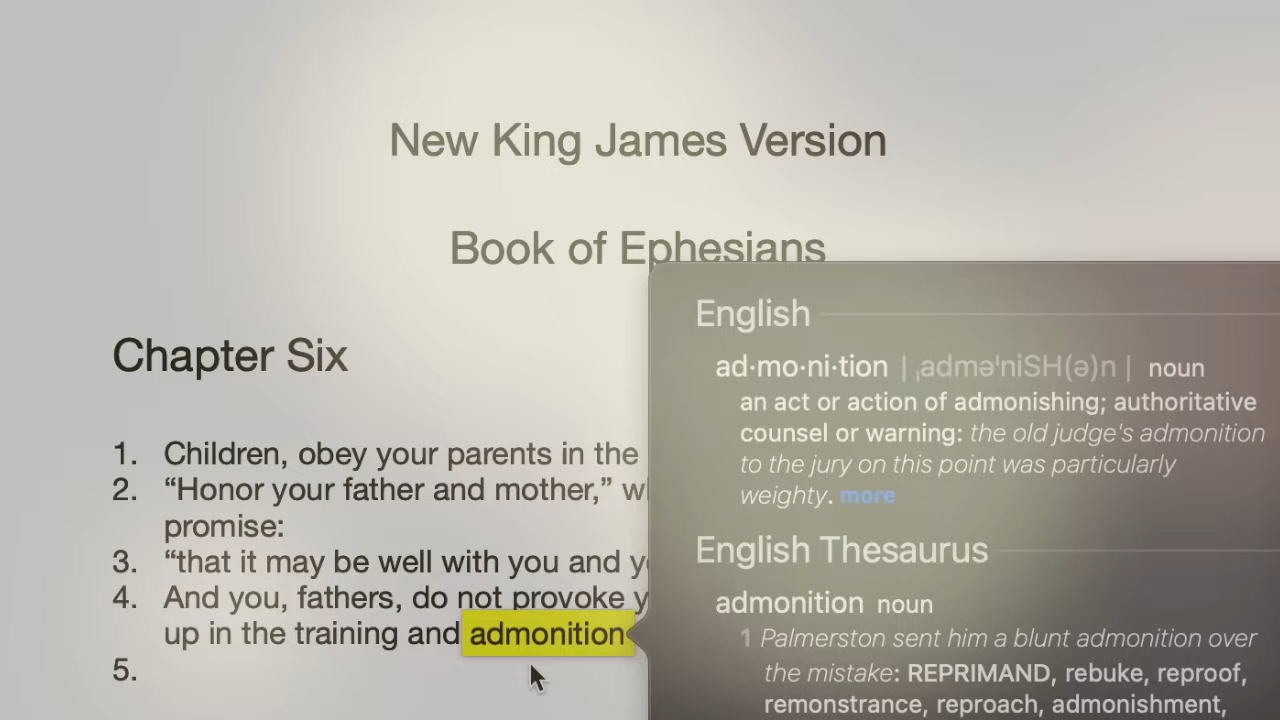 New King James Version
Book of Ephesians
Chapter Six
1. Children, obey your parents in the
2. “Honor your father and mother,”
promise:
3. “that it may be well with you and
4. And you, fathers, do not provoke
up in the training and admonition
5.
English
ad·mo·ni·tion | ˌadməˈniSH(ə)n | noun
an act or action of admonishing; authoritative
counsel or warning: the old judge's admonition
to the jury on this point was particularly
weighty. more
English Thesaurus
admonition noun
1 Palmerston sent him a blunt admonition over
the mistake: REPRIMAND, rebuke, reproof,
remonstrance, reproach, admonishment,